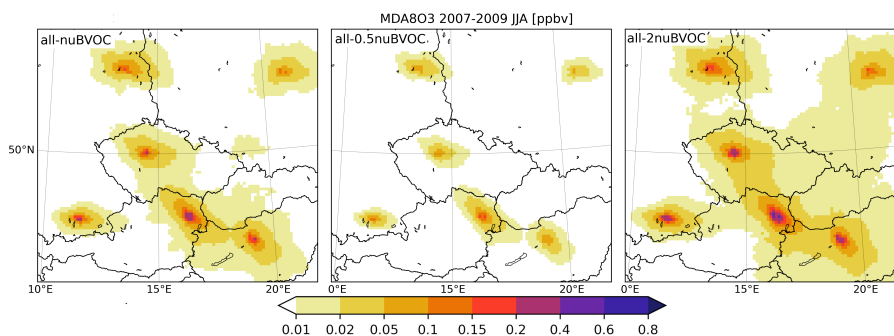 MDA8O3 2007-2009 JJA [ppbv]
all-nuBVOC
all-0.5nuBVOC.
all-2nuBVOC
50°N
10°E 15°E 20°E 15°E 20°E 15°E 20°E
0.01 0.02 0.05 0.1 0.15 0.2 0.4 0.6 0.8